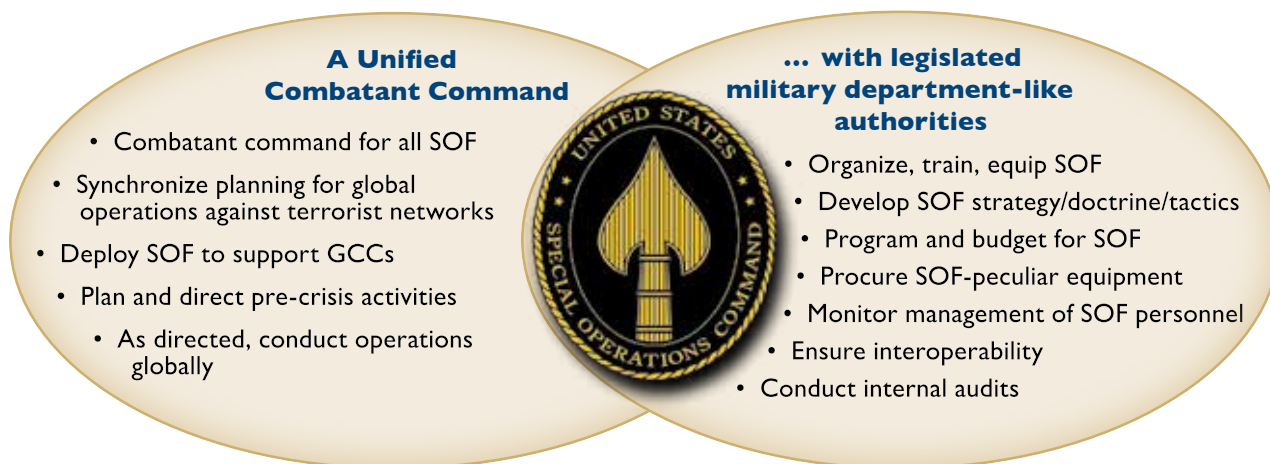 A Unified
Combatant Command
• Combatant command for all SOF
• Synchronize planning for global
operations against terrorist networks
• Deploy SOF to support GCCs
• Plan and direct pre-crisis activities
• As directed, conduct operations
globally
UNITED STATES
SPECIAL OPERATIONS COMMAND
... with legislated
military department-like
authorities
• Organize, train, equip SOF
• Develop SOF strategy/doctrine/tactics
• Program and budget for SOF
• Procure SOF-peculiar equipment
• Monitor management of SOF personnel
• Ensure interoperability
• Conduct internal audits